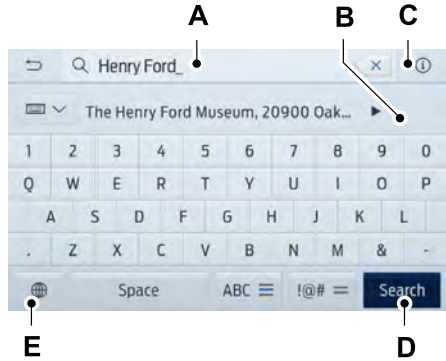 A B C
Henry Ford_ ×
The Henry Ford Museum, 20900 Oak...
1 2 3 4 5 6 7 8 9 0
Q W E R T Y U I O P
A S D F G H J K L
. Z X C V B N M & -
Space ABC !@# Search
E D